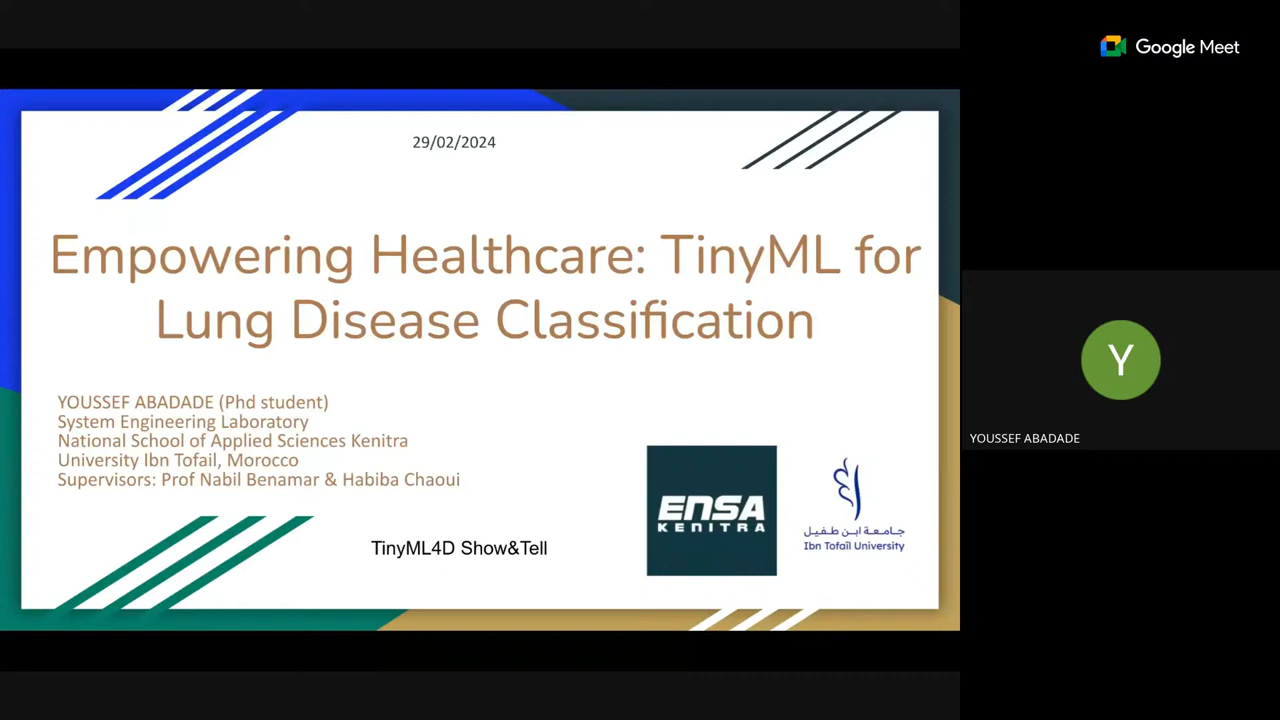 Google Meet
29/02/2024
Empowering Healthcare: TinyML for
Lung Disease Classification
YOUSSEF ABADADE (Phd student)
System Engineering Laboratory
National School of Applied Sciences Kenitra
University Ibn Tofail, Morocco
Supervisors: Prof Nabil Benamar & Habiba Chaoui
TinyML4D Show&Tell
ENSA
KENITRA
جامعة ابن طفيل
Ibn Tofaïl University
Y
YOUSSEF ABADADE